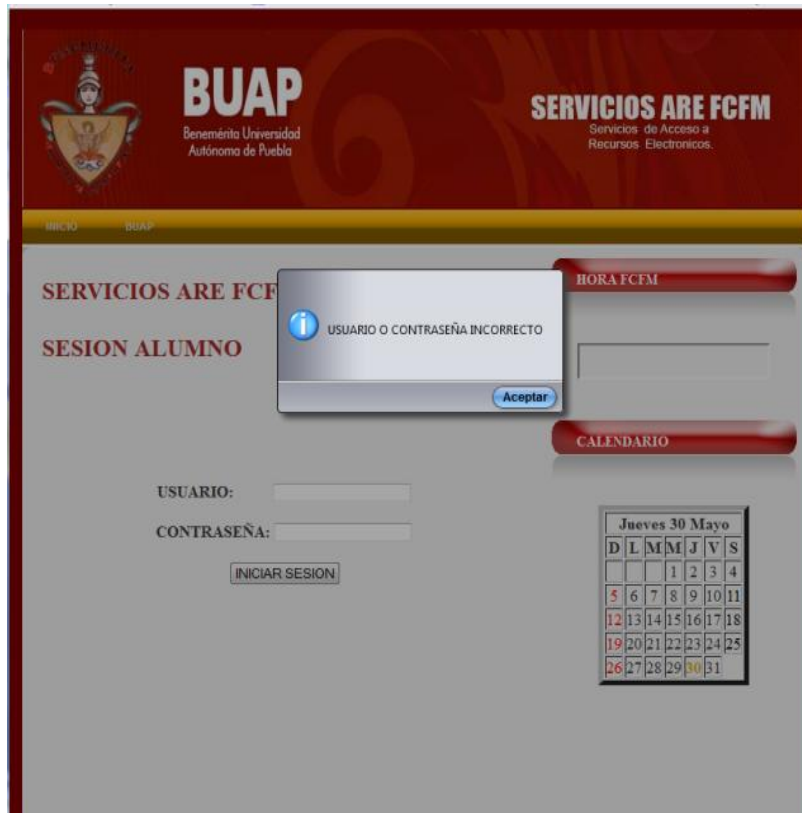 BUAP
Benemérita Universidad
Autónoma de Puebla
SERVICIOS ARE FCFM
Servicios de Acceso a
Recursos Electronicos.
INICIO BUAP
SERVICIOS ARE FCF
SESION ALUMNO
USUARIO O CONTRASEÑA INCORRECTO
Aceptar
HORA FCFM
CALENDARIO
USUARIO:
CONTRASEÑA:
INICIAR SESION
Jueves 30 Mayo
D L M M J V S
1 2 3 4
5 6 7 8 9 10 11
12 13 14 15 16 17 18
19 20 21 22 23 24 25
26 27 28 29 30 31